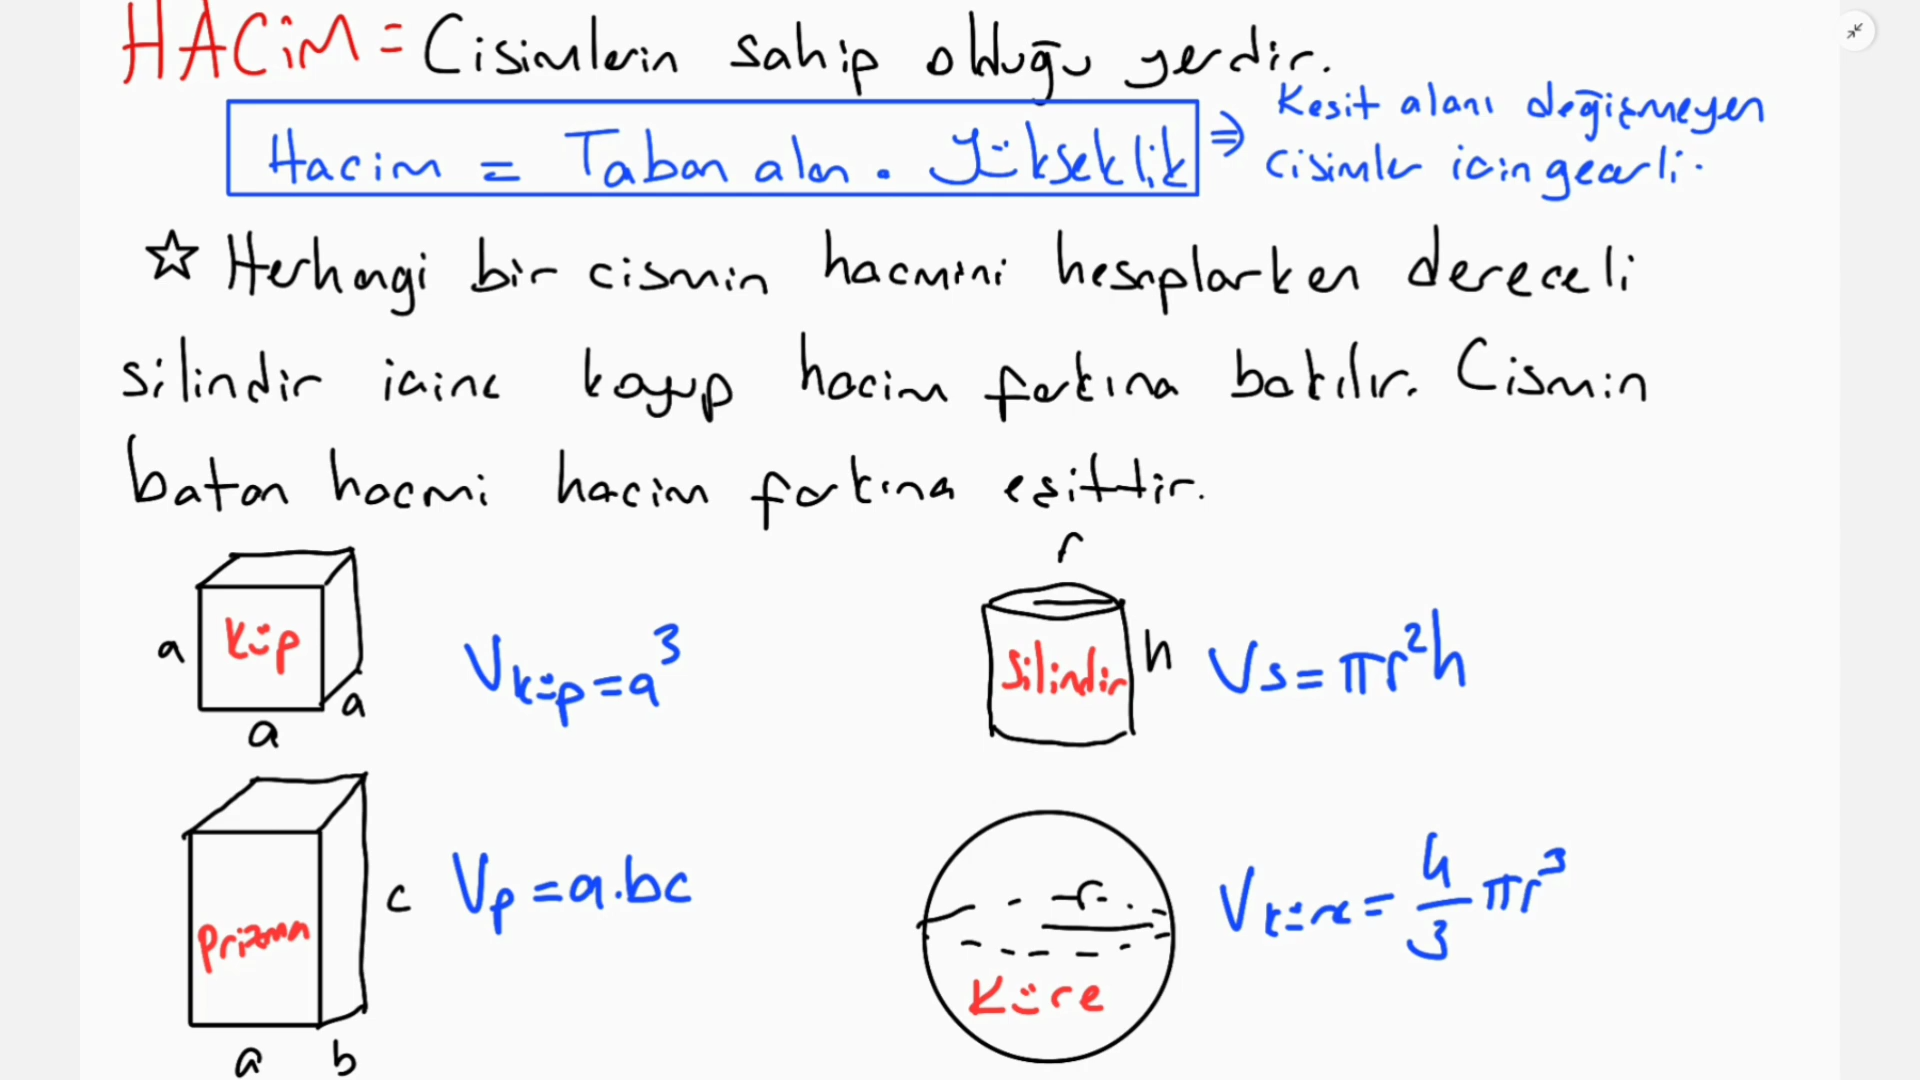 HACİM = Cisimlerin sahip olduğu yerdir.
Hacim = Taban alan . Yükseklik ⇒ Kesit alanı değişmeyen
cisimler için geçerli.
☆ Herhangi bir cismin hacmini hesaplarken dereceli
silindir içine koyup hacim farkına bakılır. Cismin
batan hacmi hacim farkına eşittir.
r
a küp a a
V küp = a³
Silindir h Vs = πr²h
Prizma c a b
Vp = a.bc
r Küre
V küre = 4/3 πr³